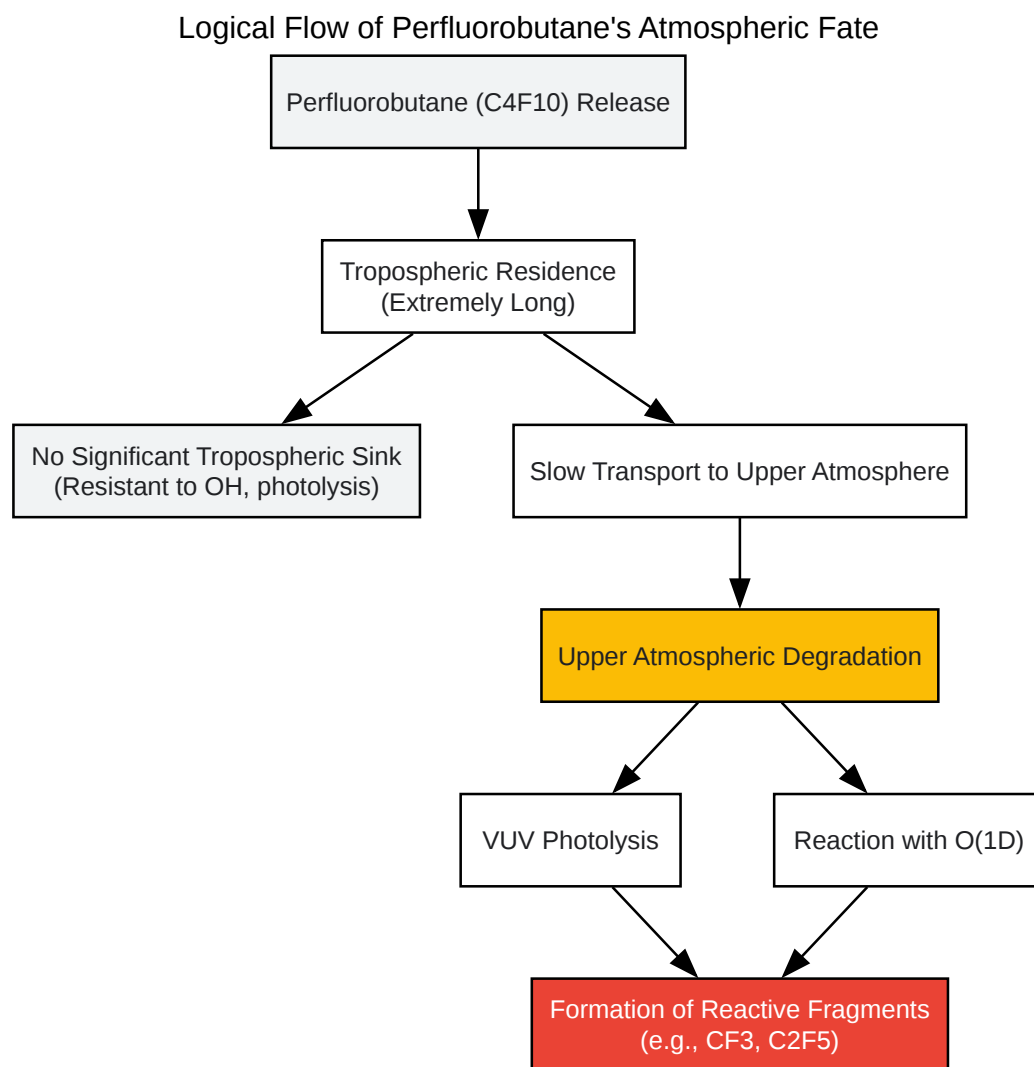 Logical Flow of Perfluorobutane's Atmospheric Fate
Perfluorobutane (C4F10) Release
Tropospheric Residence
(Extremely Long)
No Significant Tropospheric Sink
(Resistant to OH, photolysis)
Slow Transport to Upper Atmosphere
Upper Atmospheric Degradation
VUV Photolysis
Reaction with O(1D)
Formation of Reactive Fragments
(e.g., CF3, C2F5)